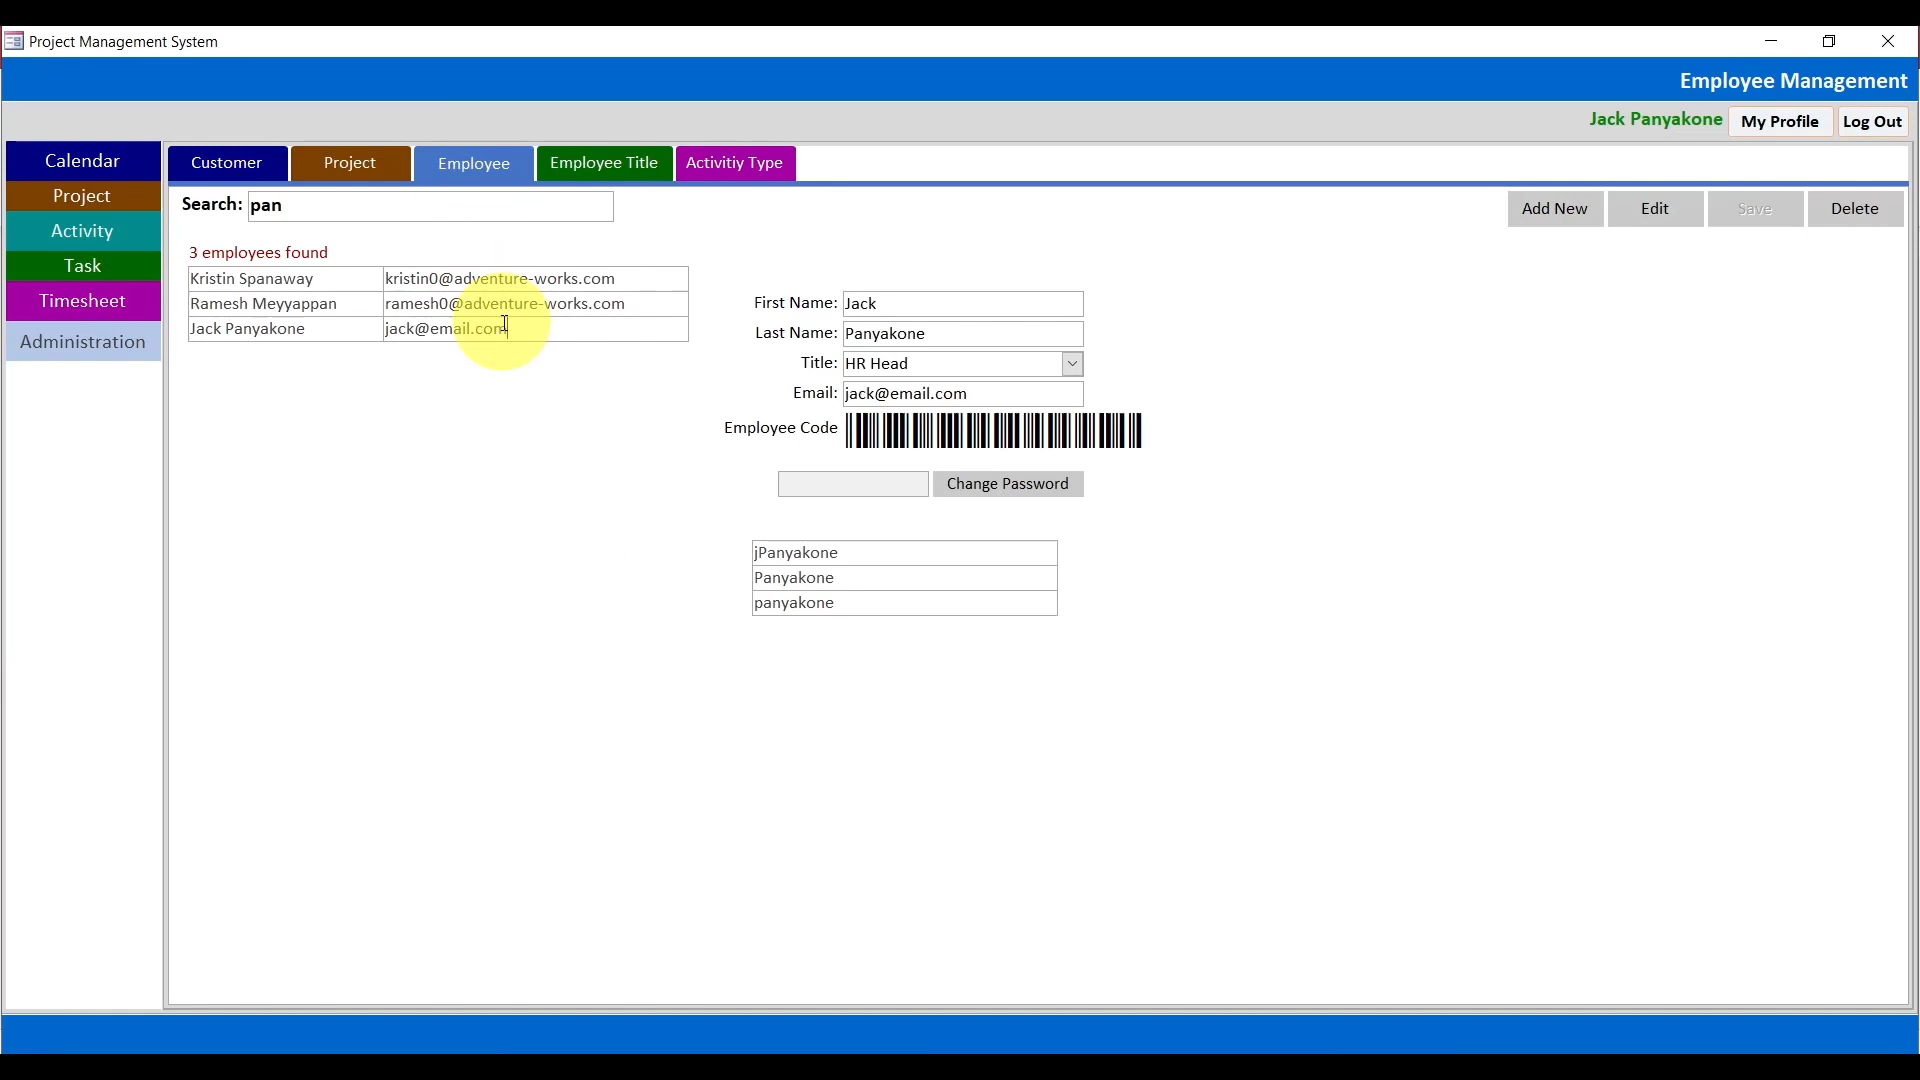 Project Management System
Employee Management
Jack Panyakone My Profile Log Out
Calendar
Project
Activity
Task
Timesheet
Administration
Customer Project Employee Employee Title Activitiy Type
Search: pan
Add New Edit Save Delete
3 employees found
Kristin Spanaway kristin0@adventure-works.com
Ramesh Meyyappan ramesh0@adventure-works.com
Jack Panyakone jack@email.com
First Name: Jack
Last Name: Panyakone
Title: HR Head
Email: jack@email.com
Employee Code
Change Password
jPanyakone
Panyakone
panyakone